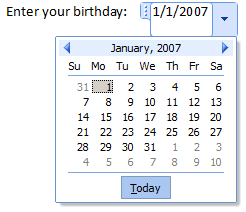 Enter your birthday: 1/1/2007
January, 2007
Su Mo Tu We Th Fr Sa
31 1 2 3 4 5 6
7 8 9 10 11 12 13
14 15 16 17 18 19 20
21 22 23 24 25 26 27
28 29 30 31 1 2 3
4 5 6 7 8 9 10
Today